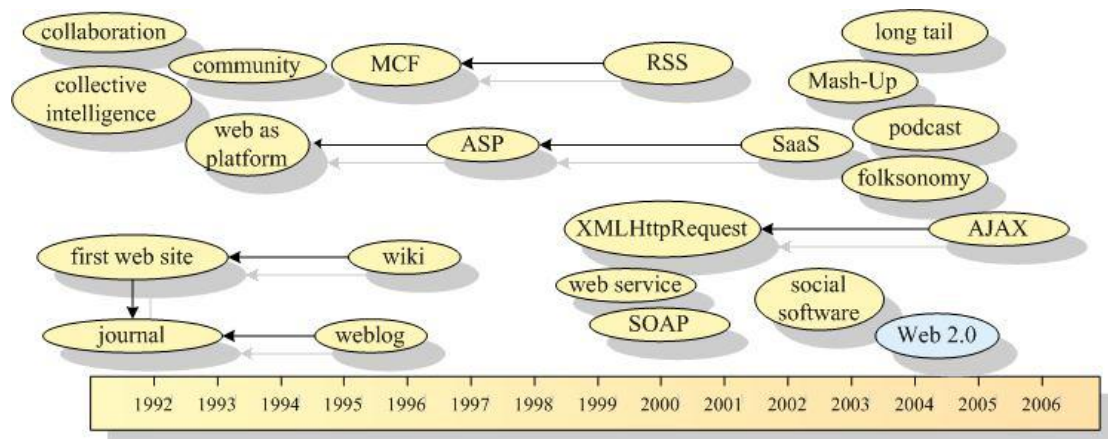 collaboration
collective
intelligence
community
MCF
RSS
long tail
Mash-Up
web as
platform
ASP
SaaS
podcast
folksonomy
first web site
wiki
XMLHttpRequest
AJAX
web service
SOAP
social
software
journal
weblog
Web 2.0
1992 1993 1994 1995 1996 1997 1998 1999 2000 2001 2002 2003 2004 2005 2006